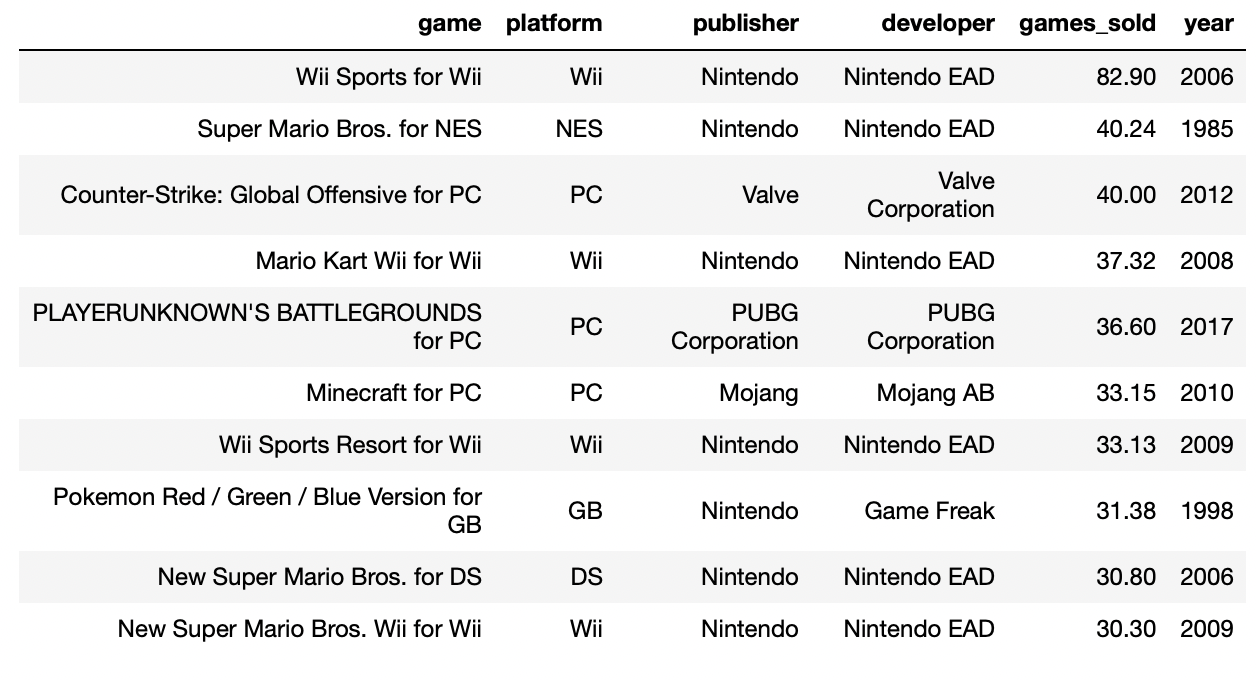 game platform publisher developer games_sold year
Wii Sports for Wii Wii Nintendo Nintendo EAD 82.90 2006
Super Mario Bros. for NES NES Nintendo Nintendo EAD 40.24 1985
Counter-Strike: Global Offensive for PC PC Valve Valve Corporation 40.00 2012
Mario Kart Wii for Wii Wii Nintendo Nintendo EAD 37.32 2008
PLAYERUNKNOWN'S BATTLEGROUNDS for PC PC PUBG Corporation PUBG Corporation 36.60 2017
Minecraft for PC PC Mojang Mojang AB 33.15 2010
Wii Sports Resort for Wii Wii Nintendo Nintendo EAD 33.13 2009
Pokemon Red / Green / Blue Version for GB GB Nintendo Game Freak 31.38 1998
New Super Mario Bros. for DS DS Nintendo Nintendo EAD 30.80 2006
New Super Mario Bros. Wii for Wii Wii Nintendo Nintendo EAD 30.30 2009